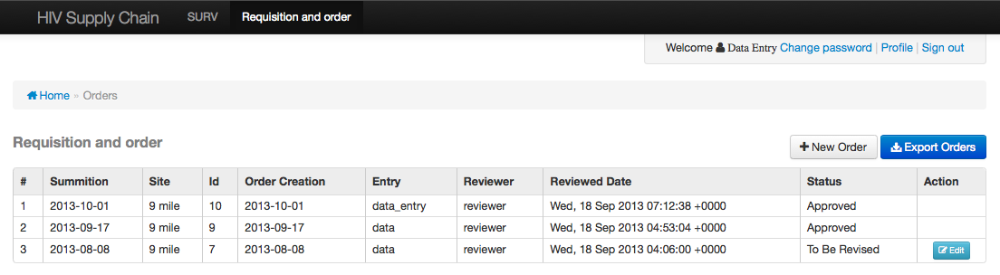 HIV Supply Chain SURV Requisition and order
Welcome Data Entry Change password | Profile | Sign out
Home » Orders
Requisition and order
New Order Export Orders
# Summition Site Id Order Creation Entry Reviewer Reviewed Date Status Action
1 2013-10-01 9 mile 10 2013-10-01 data_entry reviewer Wed, 18 Sep 2013 07:12:38 +0000 Approved
2 2013-09-17 9 mile 9 2013-09-17 data reviewer Wed, 18 Sep 2013 04:53:04 +0000 Approved
3 2013-08-08 9 mile 7 2013-08-08 data reviewer Wed, 18 Sep 2013 04:06:00 +0000 To Be Revised Edit